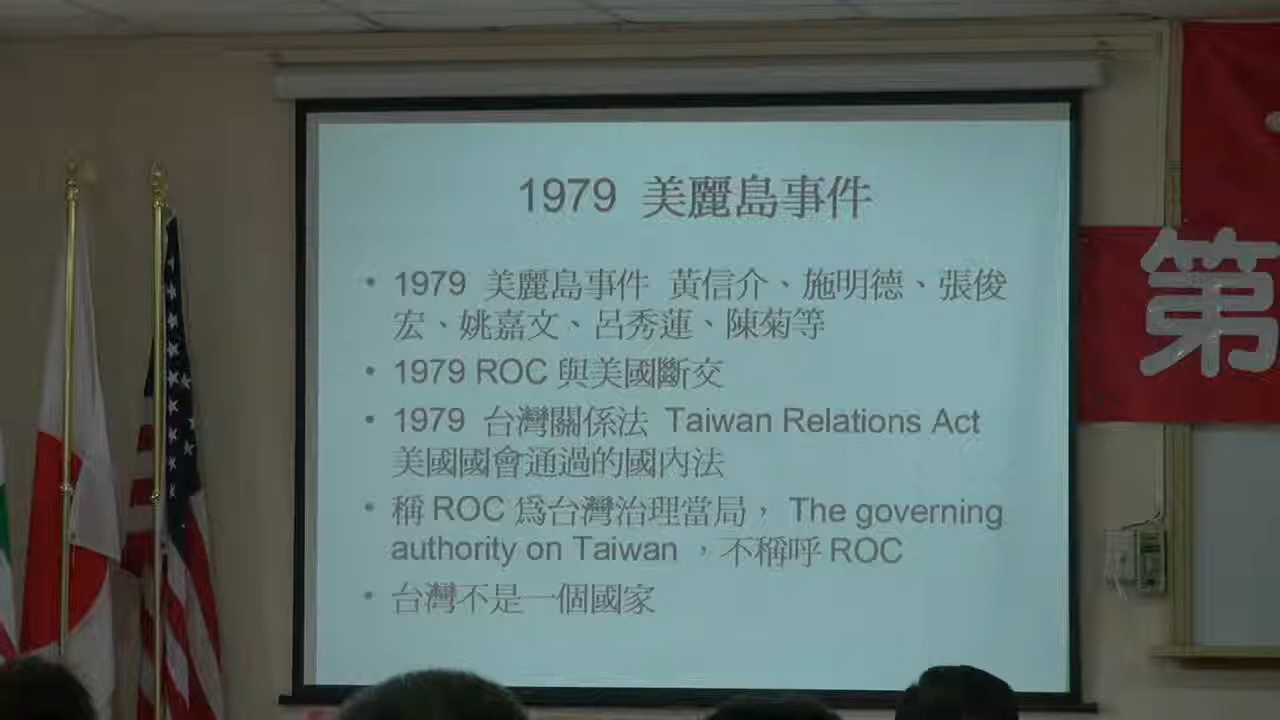 1979 美麗島事件
• 1979 美麗島事件 黃信介、施明德、張俊
宏、姚嘉文、呂秀蓮、陳菊等
• 1979 ROC 與美國斷交
• 1979 台灣關係法 Taiwan Relations Act
美國國會通過的國內法
• 稱 ROC 為台灣治理當局， The governing
authority on Taiwan ，不稱呼 ROC
• 台灣不是一個國家
第